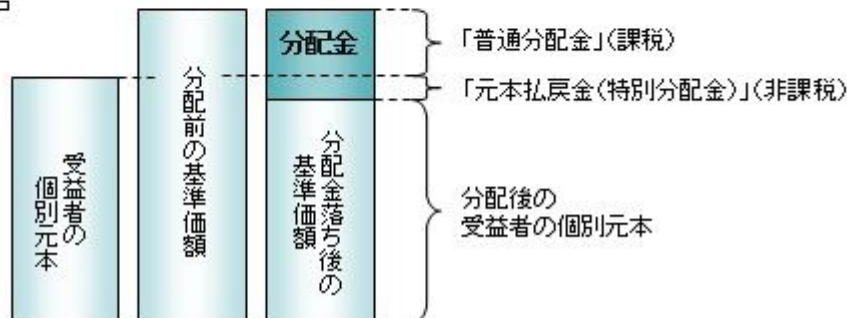 受益者の
個別元本
分配前の基準価額
分配金
分配金落ち後の
基準価額
「普通分配金」(課税)
「元本払戻金(特別分配金)」(非課税)
分配後の
受益者の個別元本